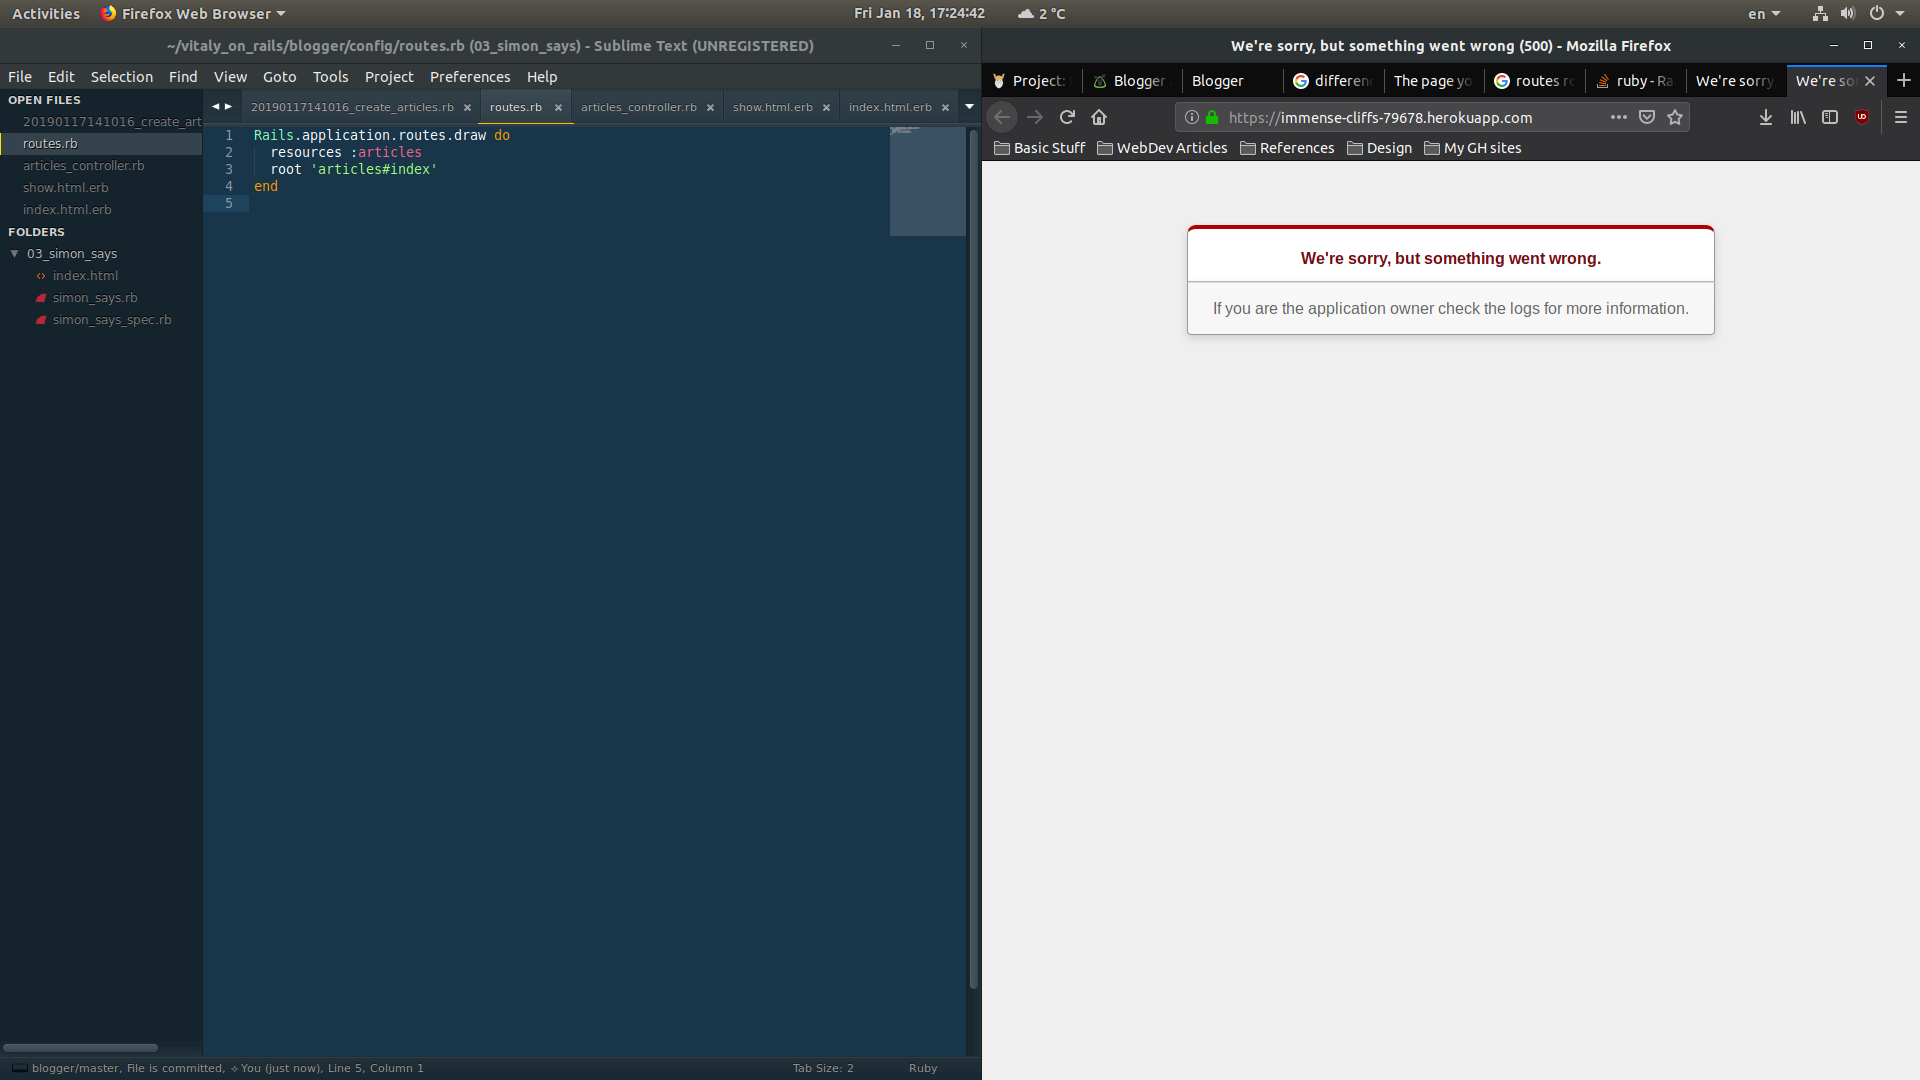 Activities Firefox Web Browser Fri Jan 18, 17:24:42 2 °C en
~/vitaly_on_rails/blogger/config/routes.rb (03_simon_says) - Sublime Text (UNREGISTERED)
File Edit Selection Find View Goto Tools Project Preferences Help
OPEN FILES
20190117141016_create_art
routes.rb
articles_controller.rb
show.html.erb
index.html.erb
FOLDERS
03_simon_says
index.html
simon_says.rb
simon_says_spec.rb
20190117141016_create_articles.rb routes.rb articles_controller.rb show.html.erb index.html.erb
1 Rails.application.routes.draw do
2 resources :articles
3 root 'articles#index'
4 end
5
blogger/master, File is committed, You (just now), Line 5, Column 1 Tab Size: 2 Ruby
We're sorry, but something went wrong (500) - Mozilla Firefox
Project: Blogger Blogger differenc The page yo routes ro ruby - Ra We're sorry We're sor
https://immense-cliffs-79678.herokuapp.com
Basic Stuff WebDev Articles References Design My GH sites
We're sorry, but something went wrong.
If you are the application owner check the logs for more information.